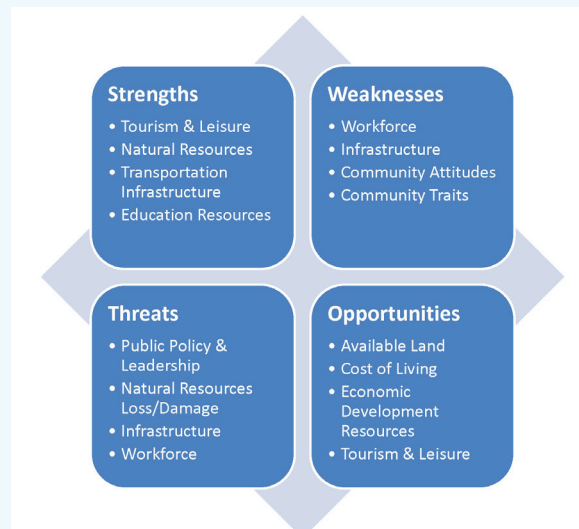 Strengths
• Tourism & Leisure
• Natural Resources
• Transportation
Infrastructure
• Education Resources
Weaknesses
• Workforce
• Infrastructure
• Community Attitudes
• Community Traits
Threats
• Public Policy &
Leadership
• Natural Resources
Loss/Damage
• Infrastructure
• Workforce
Opportunities
• Available Land
• Cost of Living
• Economic
Development
Resources
• Tourism & Leisure